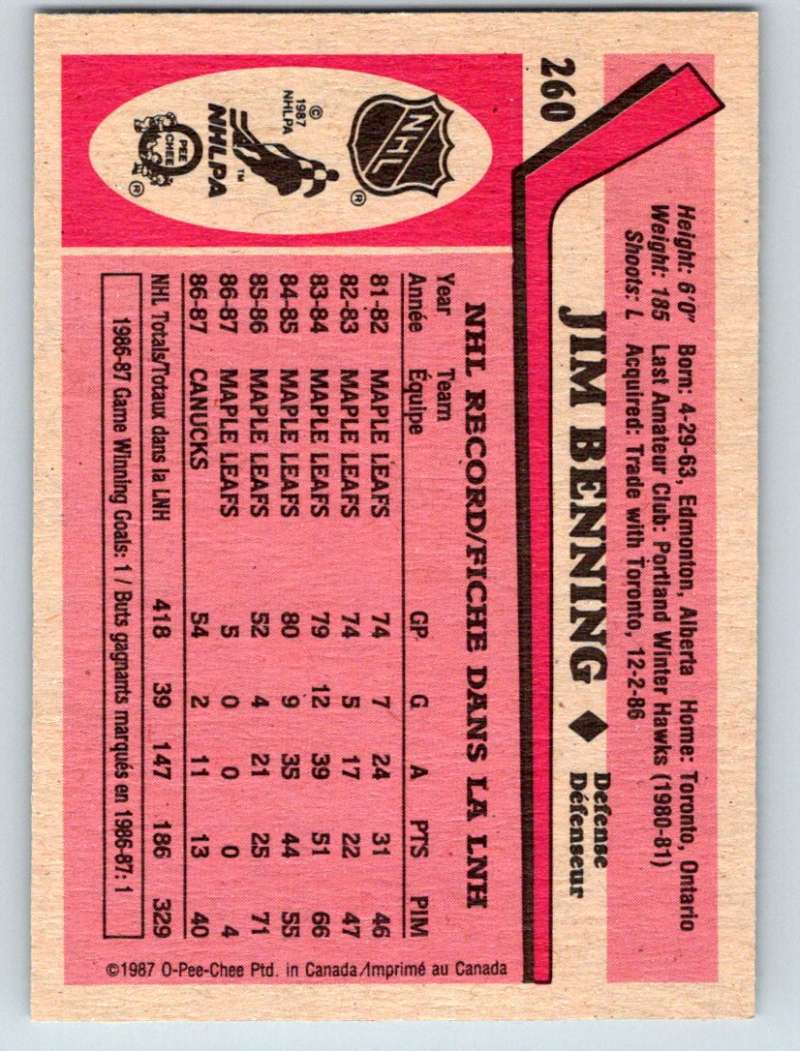 260
JIM BENNING ◆ Defense
Défenseur
Height: 6'0" Born: 4-29-63, Edmonton, Alberta Home: Toronto, Ontario
Weight: 185 Last Amateur Club: Portland Winter Hawks (1980-81)
Shoots: L Acquired: Trade with Toronto, 12-2-86
NHL
®
© 1987 NHLPA
TM
NHLPA
O PEE CHEE
®
NHL RECORD/FICHE DANS LA LNH
Year Team
Année Équipe GP G A PTS PIM
81-82 MAPLE LEAFS 74 7 24 31 46
82-83 MAPLE LEAFS 74 5 17 22 47
83-84 MAPLE LEAFS 79 12 39 51 66
84-85 MAPLE LEAFS 80 9 35 44 55
85-86 MAPLE LEAFS 52 4 21 25 71
86-87 MAPLE LEAFS 5 0 0 0 4
86-87 CANUCKS 54 2 11 13 40
NHL Totals/Totaux dans la LNH 418 39 147 186 329
1986-87 Game Winning Goals: 1 / Buts gagnants marqués en 1986-87: 1
©1987 O-Pee-Chee Ptd. in Canada/Imprimé au Canada